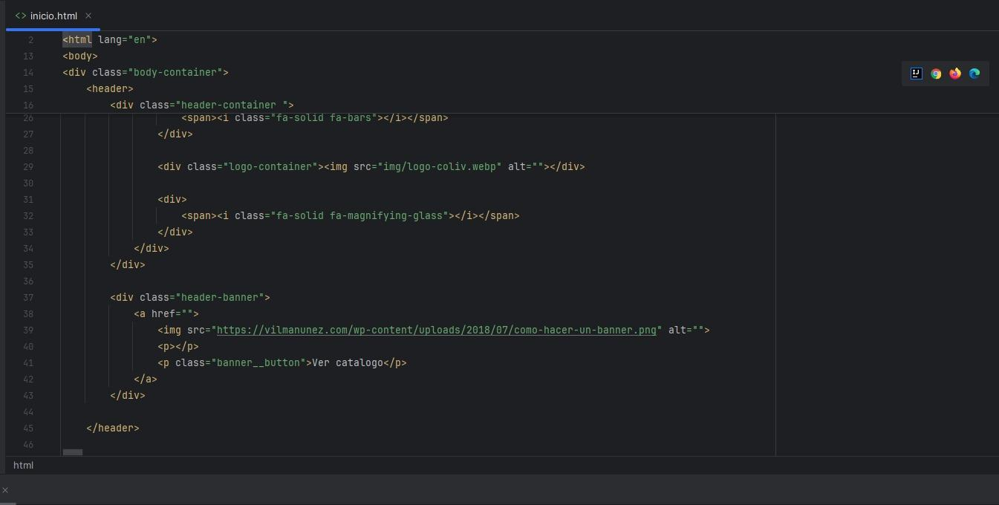 <> inicio.html ×
2 <html lang="en">
13 <body>
14 <div class="body-container">
15 <header>
16 <div class="header-container ">
26 <span><i class="fa-solid fa-bars"></i></span>
27 </div>
28
29 <div class="logo-container"><img src="img/logo-coliv.webp" alt=""></div>
30
31 <div>
32 <span><i class="fa-solid fa-magnifying-glass"></i></span>
33 </div>
34 </div>
35 </div>
36
37 <div class="header-banner">
38 <a href="">
39 <img src="https://vilmanunez.com/wp-content/uploads/2018/07/como-hacer-un-banner.png" alt="">
40 <p></p>
41 <p class="banner__button">Ver catalogo</p>
42 </a>
43 </div>
44
45 </header>
46
IJ
html